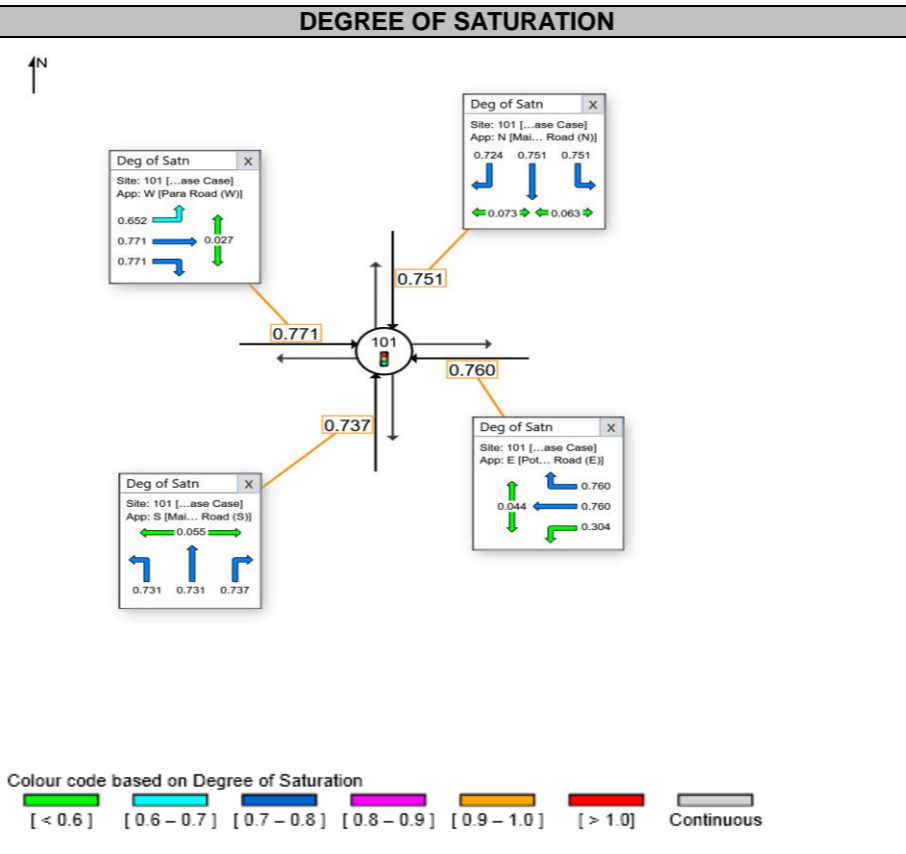 DEGREE OF SATURATION
N
Deg of Satn X
Site: 101 [...ase Case]
App: N [Mai... Road (N)]
0.724 0.751 0.751
0.073 0.063
Deg of Satn X
Site: 101 [...ase Case]
App: W [Para Road (W)]
0.652
0.771 0.027
0.771
0.751
0.771
101
0.760
0.737
Deg of Satn X
Site: 101 [...ase Case]
App: E [Pot... Road (E)]
0.760
0.044 0.760
0.304
Deg of Satn X
Site: 101 [...ase Case]
App: S [Mai... Road (S)]
0.055
0.731 0.731 0.737
Colour code based on Degree of Saturation
[ < 0.6 ] [ 0.6 – 0.7 ] [ 0.7 – 0.8 ] [ 0.8 – 0.9 ] [ 0.9 – 1.0 ] [ > 1.0] Continuous